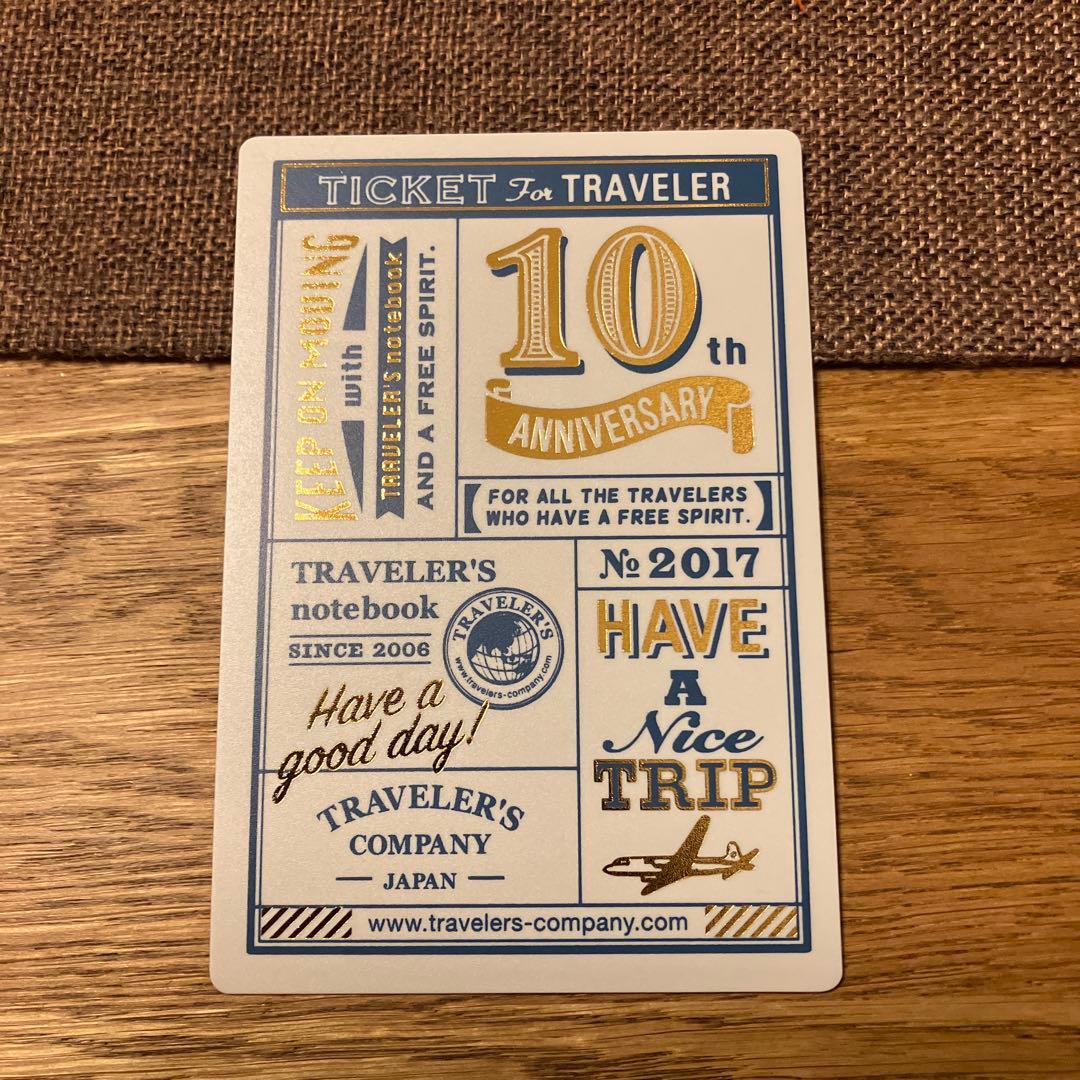 TICKET For TRAVELER
KEEP ON MOVING
with
TRAVELER'S notebook
AND A FREE SPIRIT.
10th
ANNIVERSARY
FOR ALL THE TRAVELERS
WHO HAVE A FREE SPIRIT.
TRAVELER'S
notebook
SINCE 2006
TRAVELER'S
www.travelers-company.com
Have a
good day!
№ 2017
HAVE
A
Nice
TRIP
TRAVELER'S
COMPANY
JAPAN
www.travelers-company.com